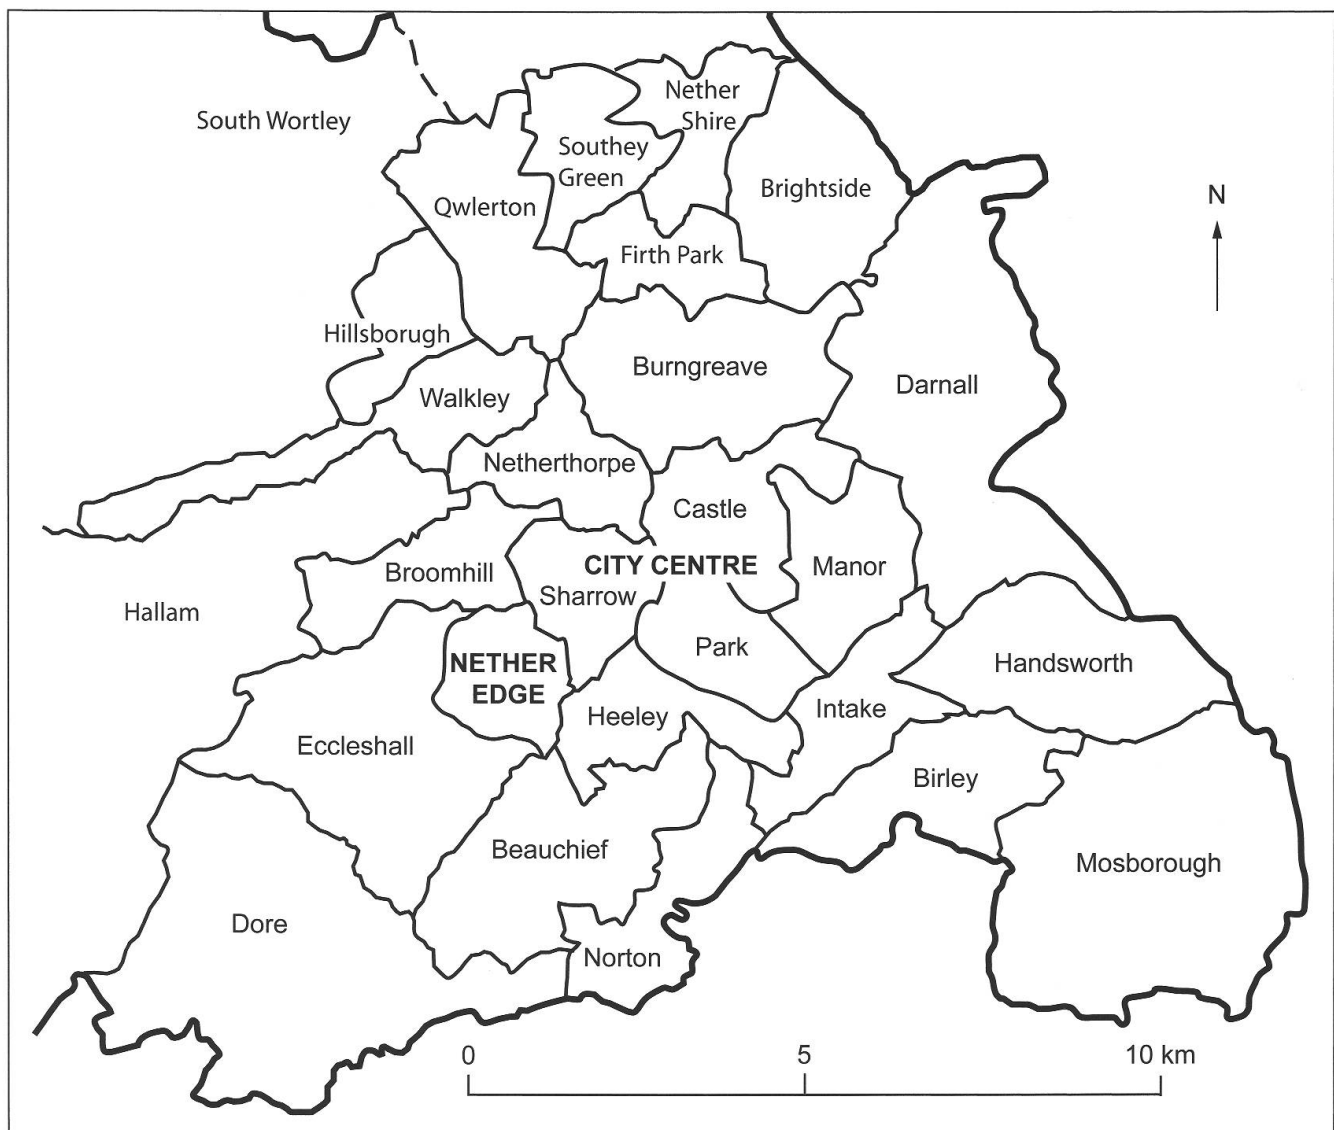 South Wortley
Nether
Shire
Southey
Green
Brightside
N
Qwlerton
Firth Park
Hillsborough
Burngreave
Darnall
Walkley
Netherthorpe
Castle
CITY CENTRE
Manor
Broomhill
Sharrow
Hallam
Park
Handsworth
NETHER
EDGE
Heeley
Intake
Eccleshall
Birley
Beauchief
Mosborough
Dore
Norton
0 5 10 km